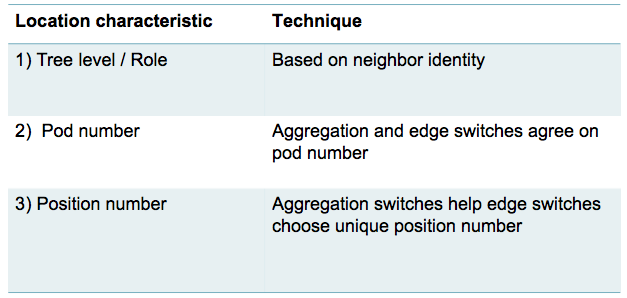 Location characteristic Technique
1) Tree level / Role Based on neighbor identity
2) Pod number Aggregation and edge switches agree on
pod number
3) Position number Aggregation switches help edge switches
choose unique position number